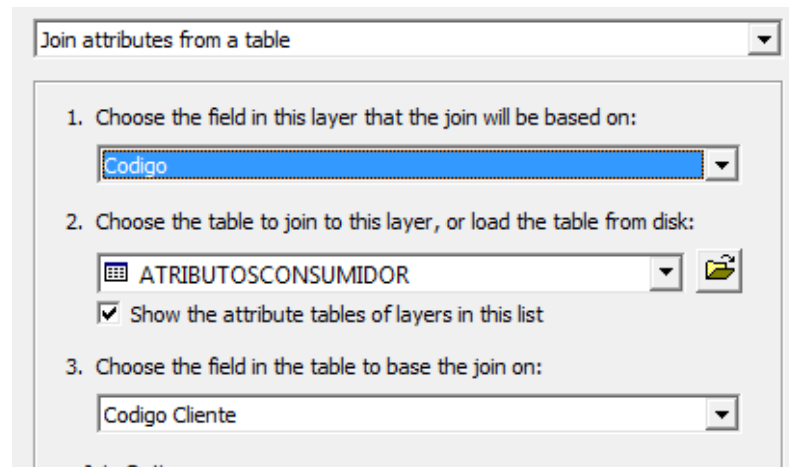 Join attributes from a table
1. Choose the field in this layer that the join will be based on:
Codigo
2. Choose the table to join to this layer, or load the table from disk:
ATRIBUTOSCONSUMIDOR
Show the attribute tables of layers in this list
3. Choose the field in the table to base the join on:
Codigo Cliente